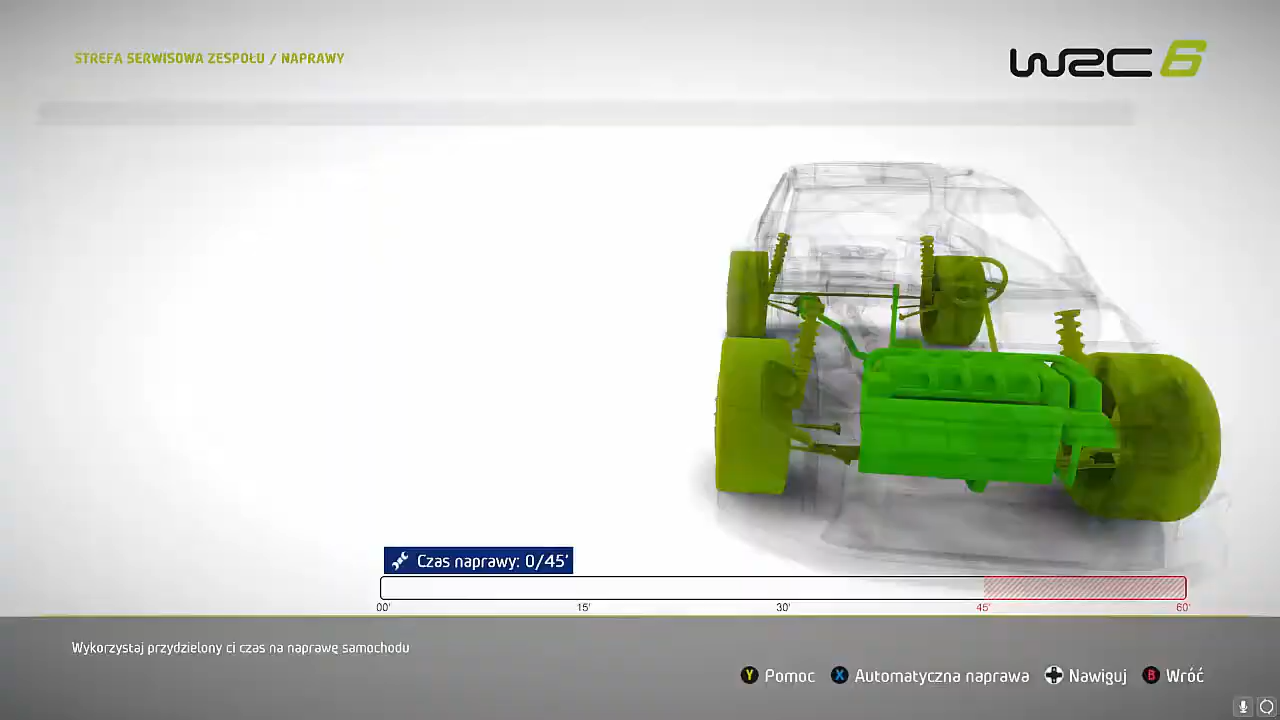 STREFA SERWISOWA ZESPOŁU / NAPRAWY
WRC 6
Czas naprawy: 0/45'
00' 15' 30' 45' 60'
Wykorzystaj przydzielony ci czas na naprawę samochodu
Y Pomoc X Automatyczna naprawa Nawiguj B Wróć